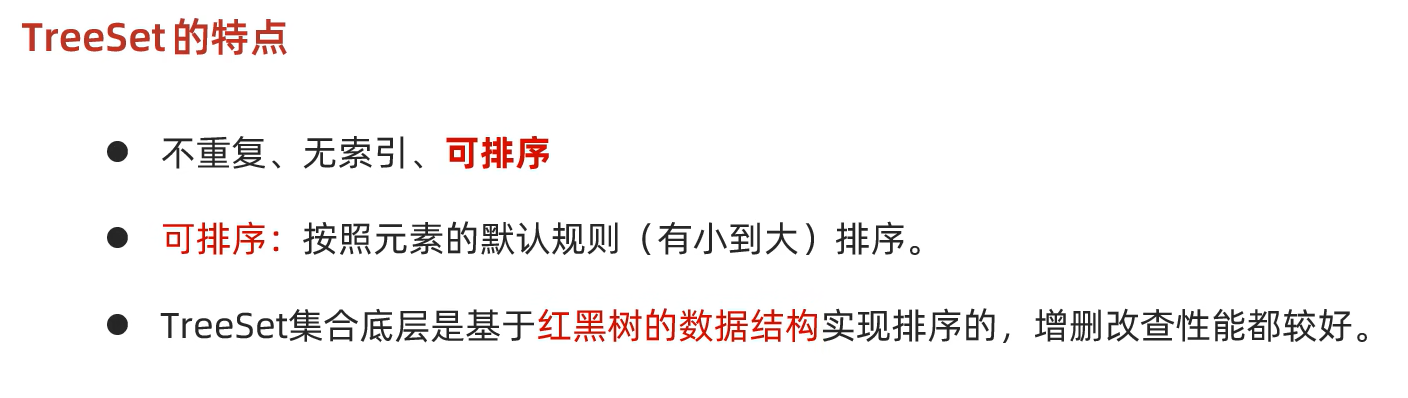 TreeSet 的特点
● 不重复、无索引、可排序
● 可排序：按照元素的默认规则（有小到大）排序。
● TreeSet集合底层是基于红黑树的数据结构实现排序的，增删改查性能都较好。